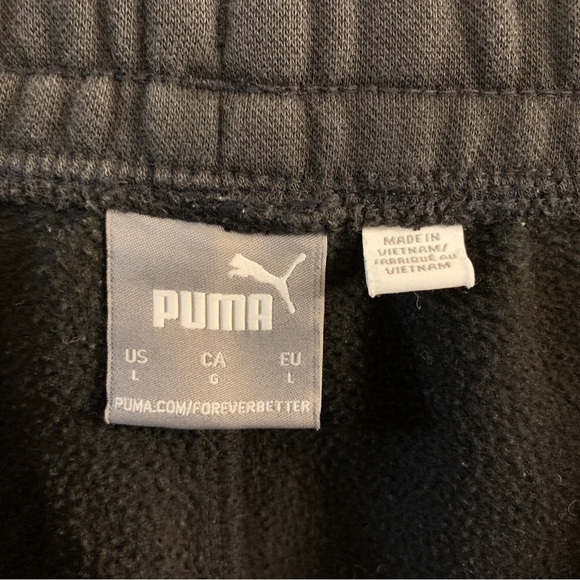 PUMA
US CA EU
L G L
PUMA.COM/FOREVERBETTER
MADE IN
VIETNAM/
FABRIQUÉ AU
VIETNAM